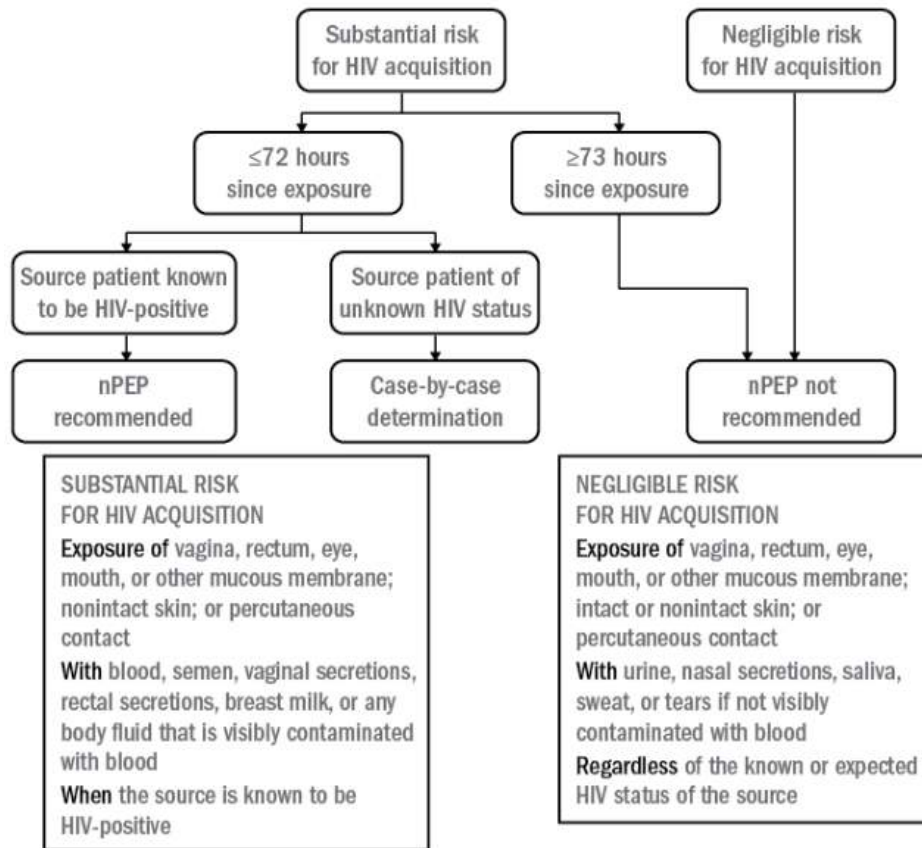 Substantial risk
for HIV acquisition
Negligible risk
for HIV acquisition
≤72 hours
since exposure
≥73 hours
since exposure
Source patient known
to be HIV-positive
Source patient of
unknown HIV status
nPEP
recommended
Case-by-case
determination
nPEP not
recommended
SUBSTANTIAL RISK
FOR HIV ACQUISITION
Exposure of vagina, rectum, eye,
mouth, or other mucous membrane;
nonintact skin; or percutaneous
contact
With blood, semen, vaginal secretions,
rectal secretions, breast milk, or any
body fluid that is visibly contaminated
with blood
When the source is known to be
HIV-positive
NEGLIGIBLE RISK
FOR HIV ACQUISITION
Exposure of vagina, rectum, eye,
mouth, or other mucous membrane;
intact or nonintact skin; or
percutaneous contact
With urine, nasal secretions, saliva,
sweat, or tears if not visibly
contaminated with blood
Regardless of the known or expected
HIV status of the source